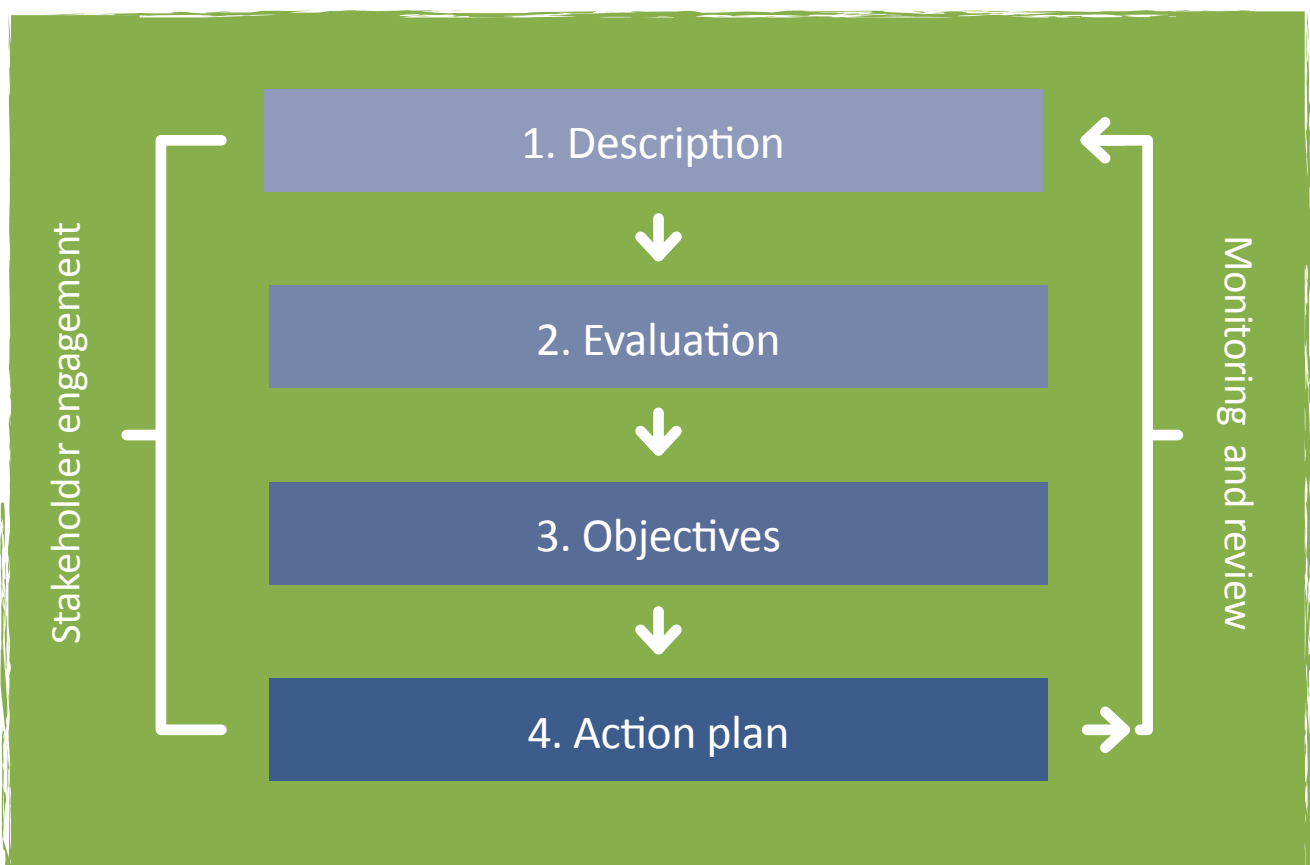 1. Description
2. Evaluation
3. Objectives
4. Action plan
Stakeholder engagement
Monitoring and review